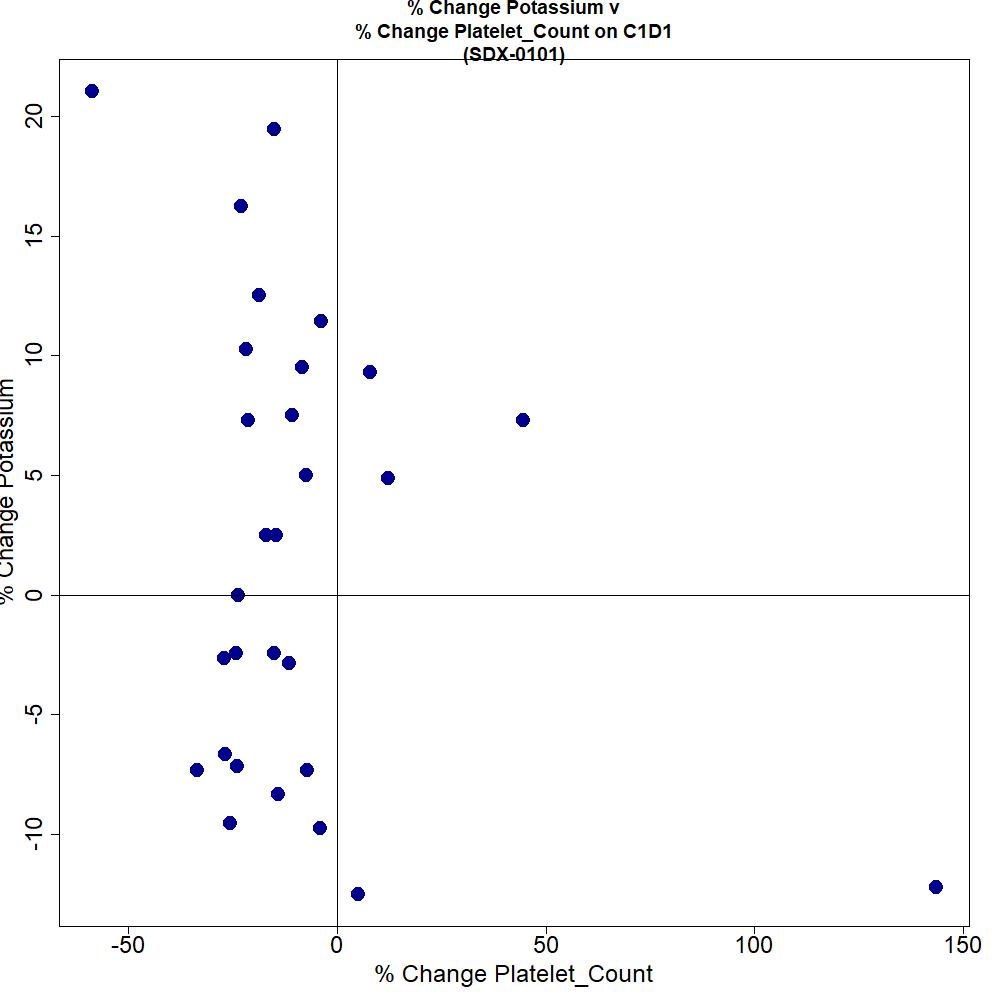 % Change Potassium v
% Change Platelet_Count on C1D1
(SDX-0101)
% Change Potassium
20
15
10
5
0
-5
-10
-50
0
50
100
150
% Change Platelet_Count